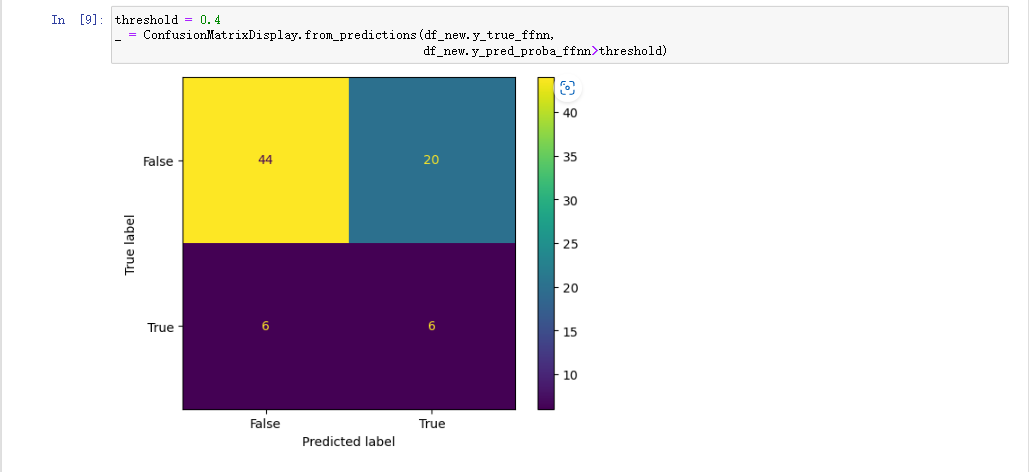 In [9]:
threshold = 0.4
_ = ConfusionMatrixDisplay.from_predictions(df_new.y_true_ffnn,
df_new.y_pred_proba_ffnn>threshold)
False
44
20
True
6
6
False
True
Predicted label
True label
40
35
30
25
20
15
10